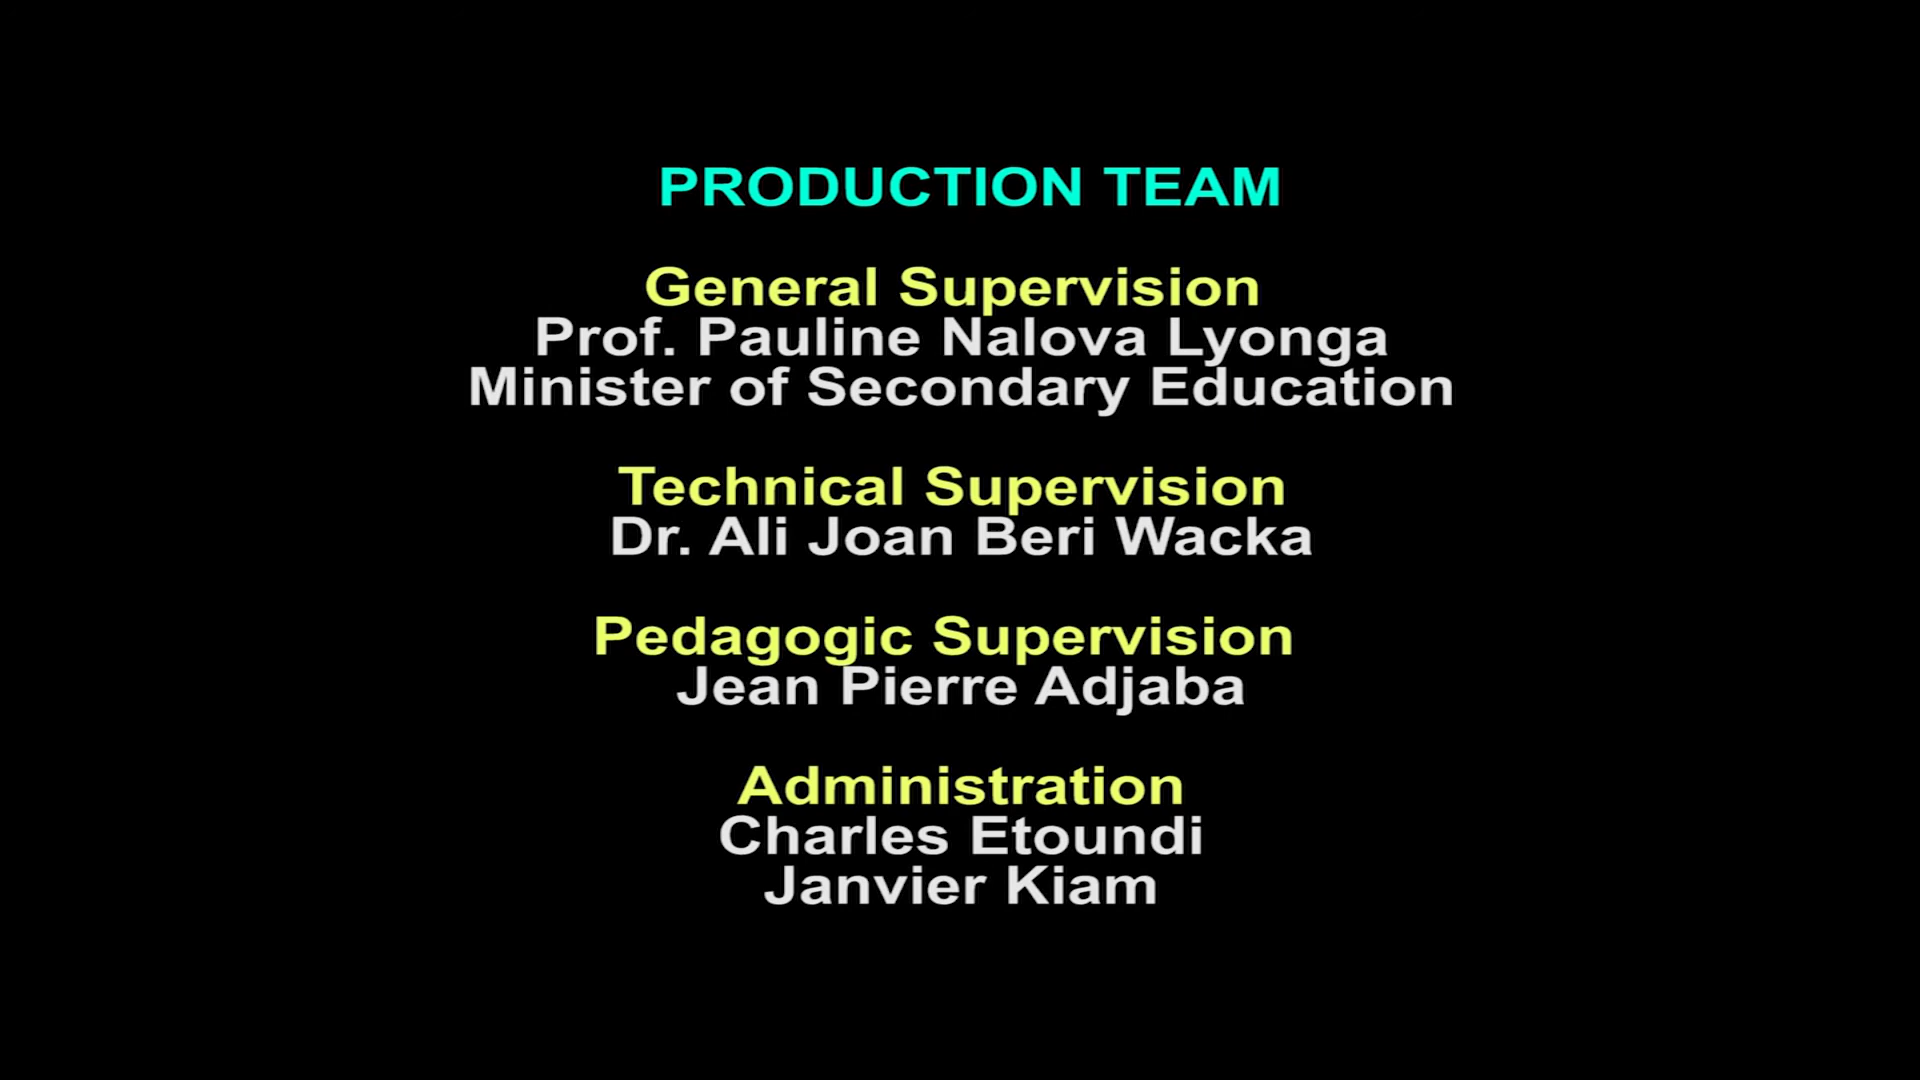 PRODUCTION TEAM
General Supervision
Prof. Pauline Nalova Lyonga
Minister of Secondary Education
Technical Supervision
Dr. Ali Joan Beri Wacka
Pedagogic Supervision
Jean Pierre Adjaba
Administration
Charles Etoundi
Janvier Kiam